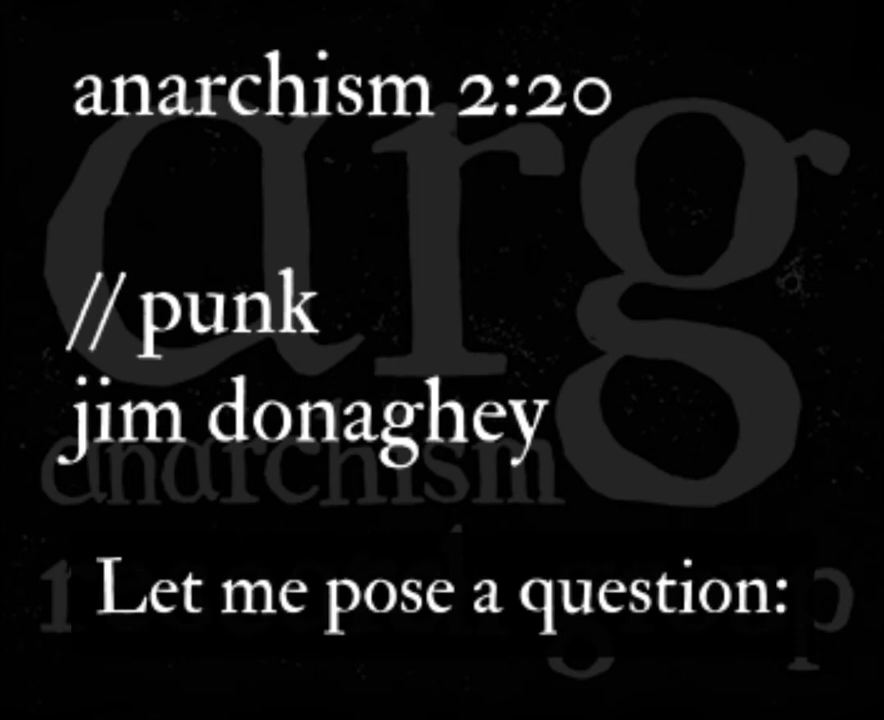 anarchism 2:20
arg
// punk
jim donaghey
anarchism
Let me pose a question: